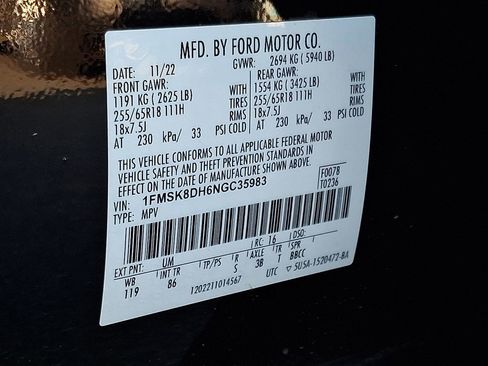 MFD. BY FORD MOTOR CO.
DATE: 11/22 GVWR: 2694 KG ( 5940 LB)
FRONT GAWR: REAR GAWR:
1191 KG ( 2625 LB) WITH 1554 KG ( 3425 LB) WITH
255/65R18 111H TIRES 255/65R18 111H TIRES
18x7.5J RIMS 18x7.5J RIMS
AT 230 kPa/ 33 PSI COLD AT 230 kPa/ 33 PSI COLD
THIS VEHICLE CONFORMS TO ALL APPLICABLE FEDERAL MOTOR
VEHICLE SAFETY AND THEFT PREVENTION STANDARDS IN
EFFECT ON THE DATE OF MANUFACTURE SHOWN ABOVE.
VIN: 1FMSK8DH6NGC35983 F0078
TYPE: MPV T0236
EXT PNT: UM RC: 16 DSO:
WB INT TR TP/PS R AXLE TR SPR
119 86 S 3B T BBCC
1202211014567 UTC ▽ 5U5A-1520472-BA